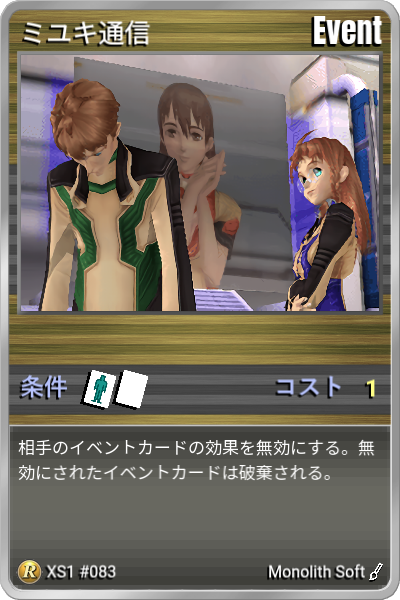 ミユキ通信
Event
条件
コスト 1
相手のイベントカードの効果を無効にする。無
効にされたイベントカードは破棄される。
R XS1 #083
Monolith Soft